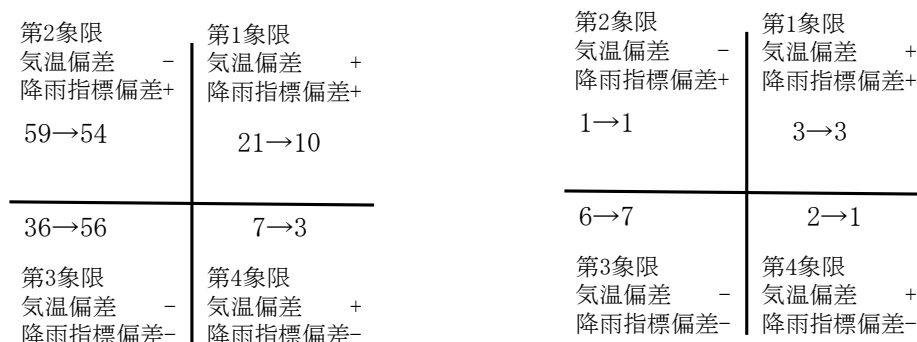 第2象限
気温偏差 -
降雨指標偏差+
59→54
第1象限
気温偏差 +
降雨指標偏差+
21→10
36→56
第3象限
気温偏差 -
降雨指標偏差-
7→3
第4象限
気温偏差 +
降雨指標偏差-
第2象限
気温偏差 -
降雨指標偏差+
1→1
第1象限
気温偏差 +
降雨指標偏差+
3→3
6→7
第3象限
気温偏差 -
降雨指標偏差-
2→1
第4象限
気温偏差 +
降雨指標偏差-